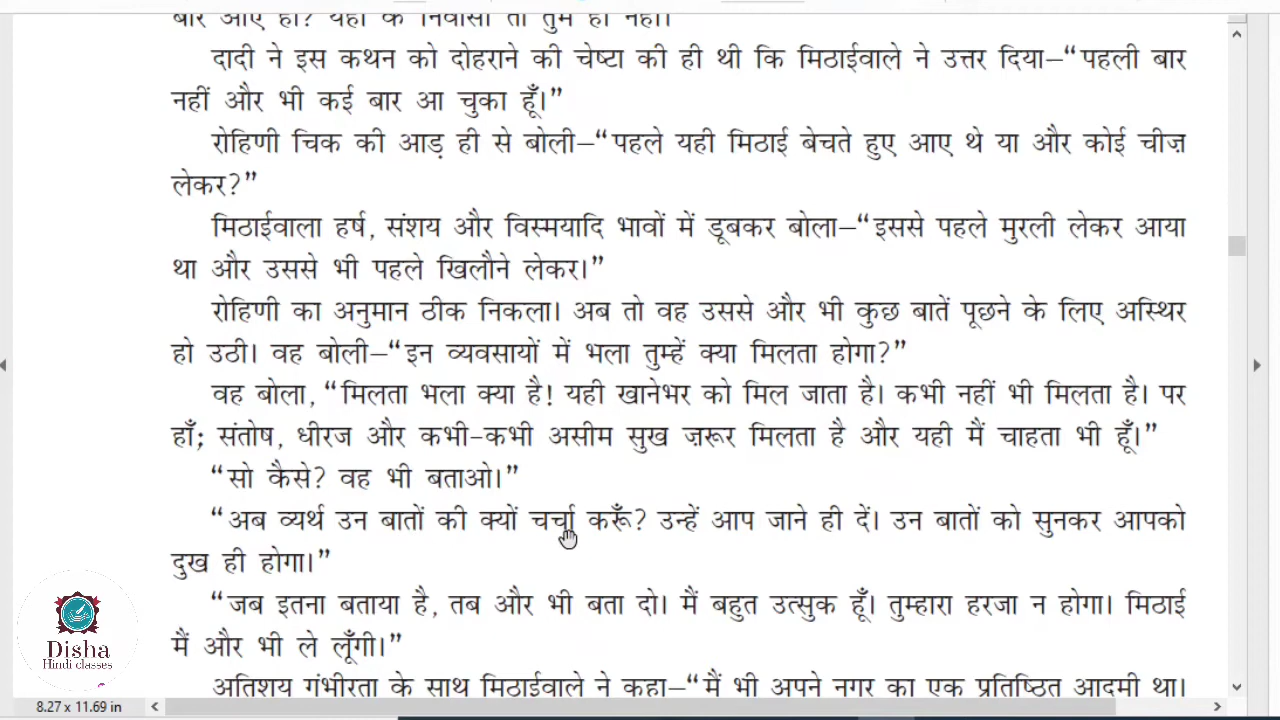 बार आए हो? यहाँ के निवासी तो तुम हो नहीं।
दादी ने इस कथन को दोहराने की चेष्टा की ही थी कि मिठाईवाले ने उत्तर दिया—“पहली बार
नहीं और भी कई बार आ चुका हूँ।”
रोहिणी चिक की आड़ ही से बोली—“पहले यही मिठाई बेचते हुए आए थे या और कोई चीज़
लेकर?”
मिठाईवाला हर्ष, संशय और विस्मयादि भावों में डूबकर बोला—“इससे पहले मुरली लेकर आया
था और उससे भी पहले खिलौने लेकर।”
रोहिणी का अनुमान ठीक निकला। अब तो वह उससे और भी कुछ बातें पूछने के लिए अस्थिर
हो उठी। वह बोली—“इन व्यवसायों में भला तुम्हें क्या मिलता होगा?”
वह बोला, “मिलता भला क्या है! यही खानेभर को मिल जाता है। कभी नहीं भी मिलता है। पर
हाँ; संतोष, धीरज और कभी-कभी असीम सुख ज़रूर मिलता है और यही मैं चाहता भी हूँ।”
“सो कैसे? वह भी बताओ।”
“अब व्यर्थ उन बातों की क्यों चर्चा करूँ? उन्हें आप जाने ही दें। उन बातों को सुनकर आपको
दुख ही होगा।”
“जब इतना बताया है, तब और भी बता दो। मैं बहुत उत्सुक हूँ। तुम्हारा हरजा न होगा। मिठाई
मैं और भी ले लूँगी।”
अतिशय गंभीरता के साथ मिठाईवाले ने कहा—“मैं भी अपने नगर का एक प्रतिष्ठित आदमी था।
Disha
Hindi classes
8.27 x 11.69 in